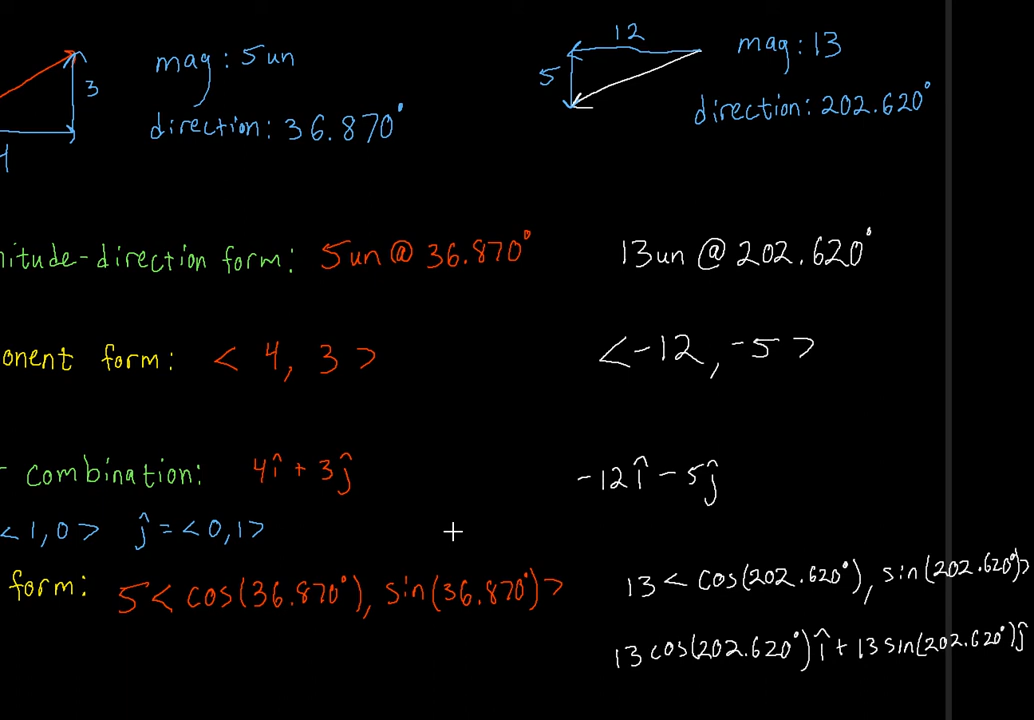 mag: 5un
3
direction: 36.870°
4
12
mag: 13
5
direction: 202.620°
nitude-direction form: 5un @ 36.870°
13un @ 202.620°
onent form: < 4, 3 >
<-12, -5>
combination: 4î + 3ĵ
-12î - 5ĵ
<1,0> ĵ = <0,1>
form: 5< cos(36.870°), sin(36.870°)>
13 < cos(202.620°), sin(202.620°)>
13cos(202.620°)î + 13sin(202.620°)ĵ